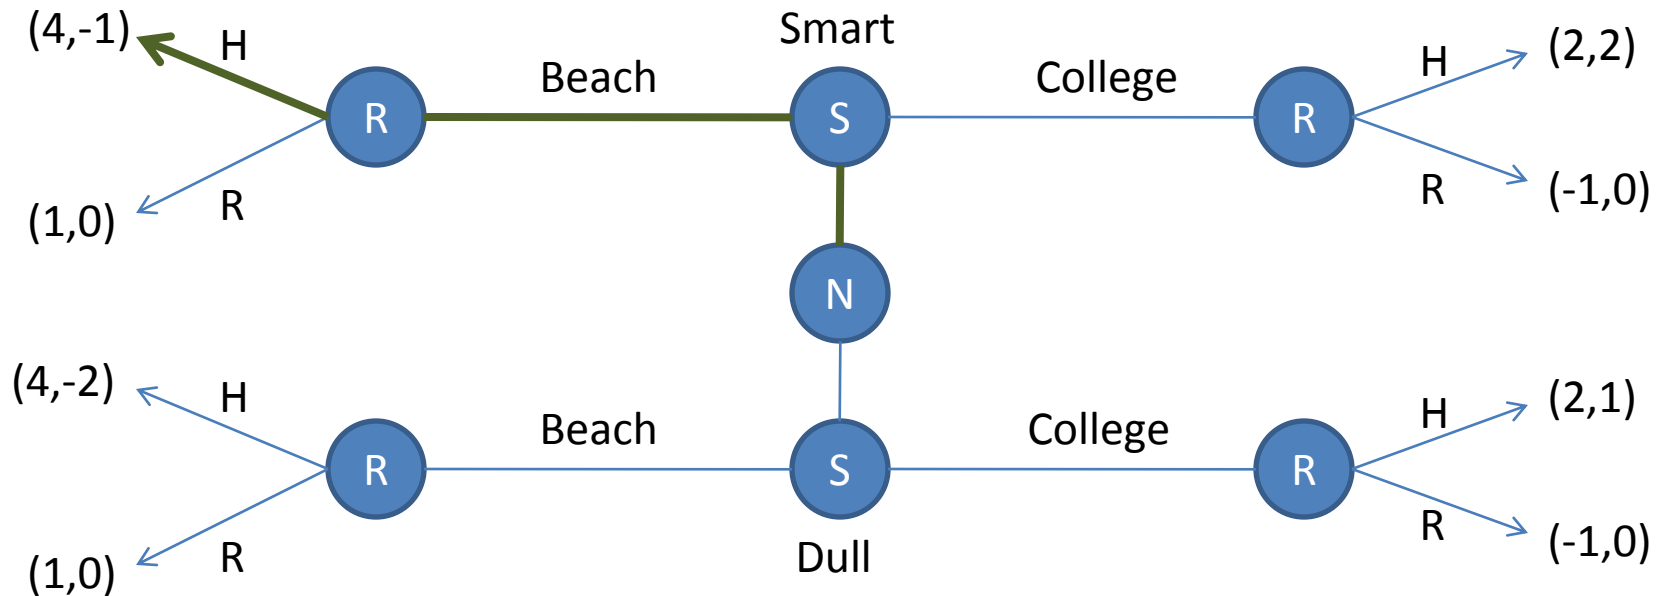 (4,-1)
H
Smart
Beach
College
H
(2,2)
R
S
R
(1,0)
R
R
(-1,0)
N
(4,-2)
H
Beach
College
H
(2,1)
R
S
R
(1,0)
R
Dull
R
(-1,0)